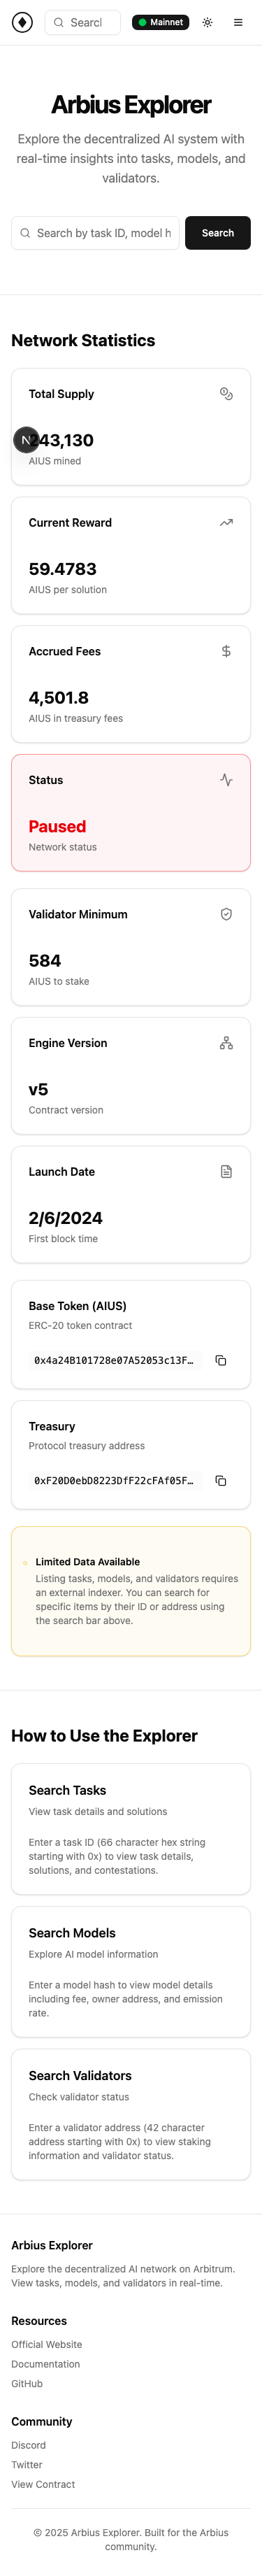 Search
Mainnet
Arbius Explorer
Explore the decentralized AI system with
real-time insights into tasks, models, and
validators.
Search by task ID, model h
Search
Network Statistics
Total Supply
N
243,130
AIUS mined
Current Reward
59.4783
AIUS per solution
Accrued Fees
4,501.8
AIUS in treasury fees
Status
Paused
Network status
Validator Minimum
584
AIUS to stake
Engine Version
v5
Contract version
Launch Date
2/6/2024
First block time
Base Token (AIUS)
ERC-20 token contract
0x4a24B101728e07A52053c13F…
Treasury
Protocol treasury address
0xF20D0ebD8223DfF22cFAf05F…
Limited Data Available
Listing tasks, models, and validators requires
an external indexer. You can search for
specific items by their ID or address using
the search bar above.
How to Use the Explorer
Search Tasks
View task details and solutions
Enter a task ID (66 character hex string
starting with 0x) to view task details,
solutions, and contestations.
Search Models
Explore AI model information
Enter a model hash to view model details
including fee, owner address, and emission
rate.
Search Validators
Check validator status
Enter a validator address (42 character
address starting with 0x) to view staking
information and validator status.
Arbius Explorer
Explore the decentralized AI network on Arbitrum.
View tasks, models, and validators in real-time.
Resources
Official Website
Documentation
GitHub
Community
Discord
Twitter
View Contract
© 2025 Arbius Explorer. Built for the Arbius
community.